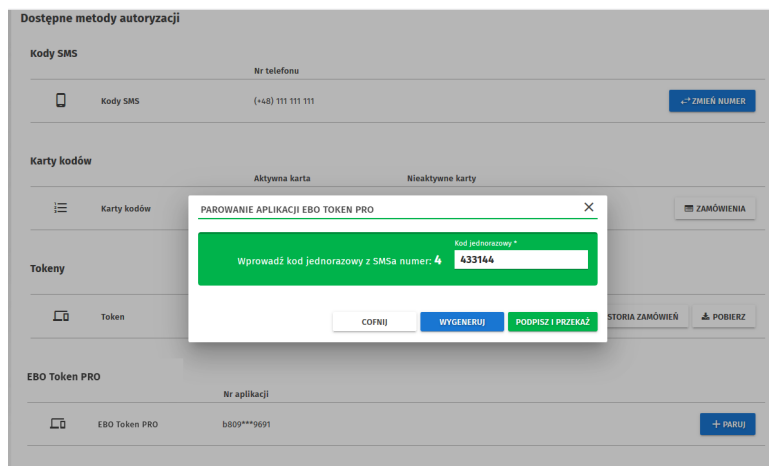 Dostępne metody autoryzacji
Kody SMS
Nr telefonu
Kody SMS (+48) 111 111 111 ZMIEŃ NUMER
Karty kodów
Aktywna karta Nieaktywne karty
Karty kodów ZAMÓWIENIA
PAROWANIE APLIKACJI EBO TOKEN PRO
Kod jednorazowy *
Wprowadź kod jednorazowy z SMSa numer: 4 433144
COFNIJ WYGENERUJ PODPISZ I PRZEKAŻ
Tokeny
Token STORIA ZAMÓWIEŃ POBIERZ
EBO Token PRO
Nr aplikacji
EBO Token PRO b809***9691 + PARUJ